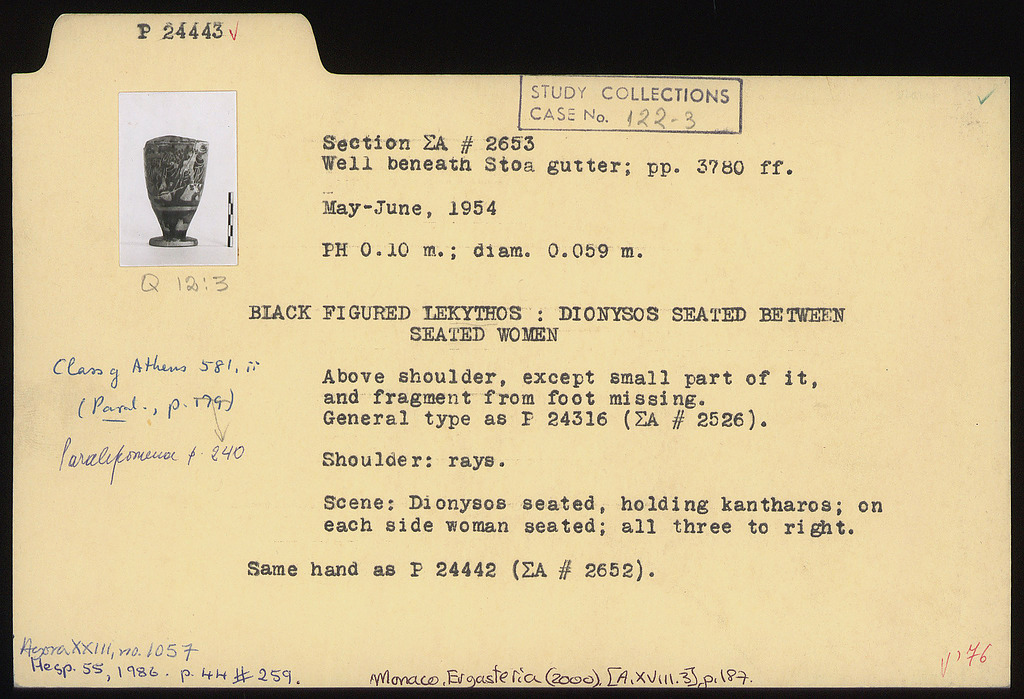 P 24443 √
STUDY COLLECTIONS
CASE No. 122-3
Section ΣA # 2653
Well beneath Stoa gutter; pp. 3780 ff.
May-June, 1954
PH 0.10 m.; diam. 0.059 m.
Q 12:3
BLACK FIGURED LEKYTHOS : DIONYSOS SEATED BETWEEN
SEATED WOMEN
Class of Athens 581, ii
(Paral., p. )
Paralipomena p. 240
Above shoulder, except small part of it,
and fragment from foot missing.
General type as P 24316 (ΣA # 2526).
Shoulder: rays.
Scene: Dionysos seated, holding kantharos; on
each side woman seated; all three to right.
Same hand as P 24442 (ΣA # 2652).
Agora XXIII, no. 1057
Hesp. 55, 1986. p. 44 # 259.
Monaco, Ergasteria (2000), [A.XVIII.3], p. 187.
√'76